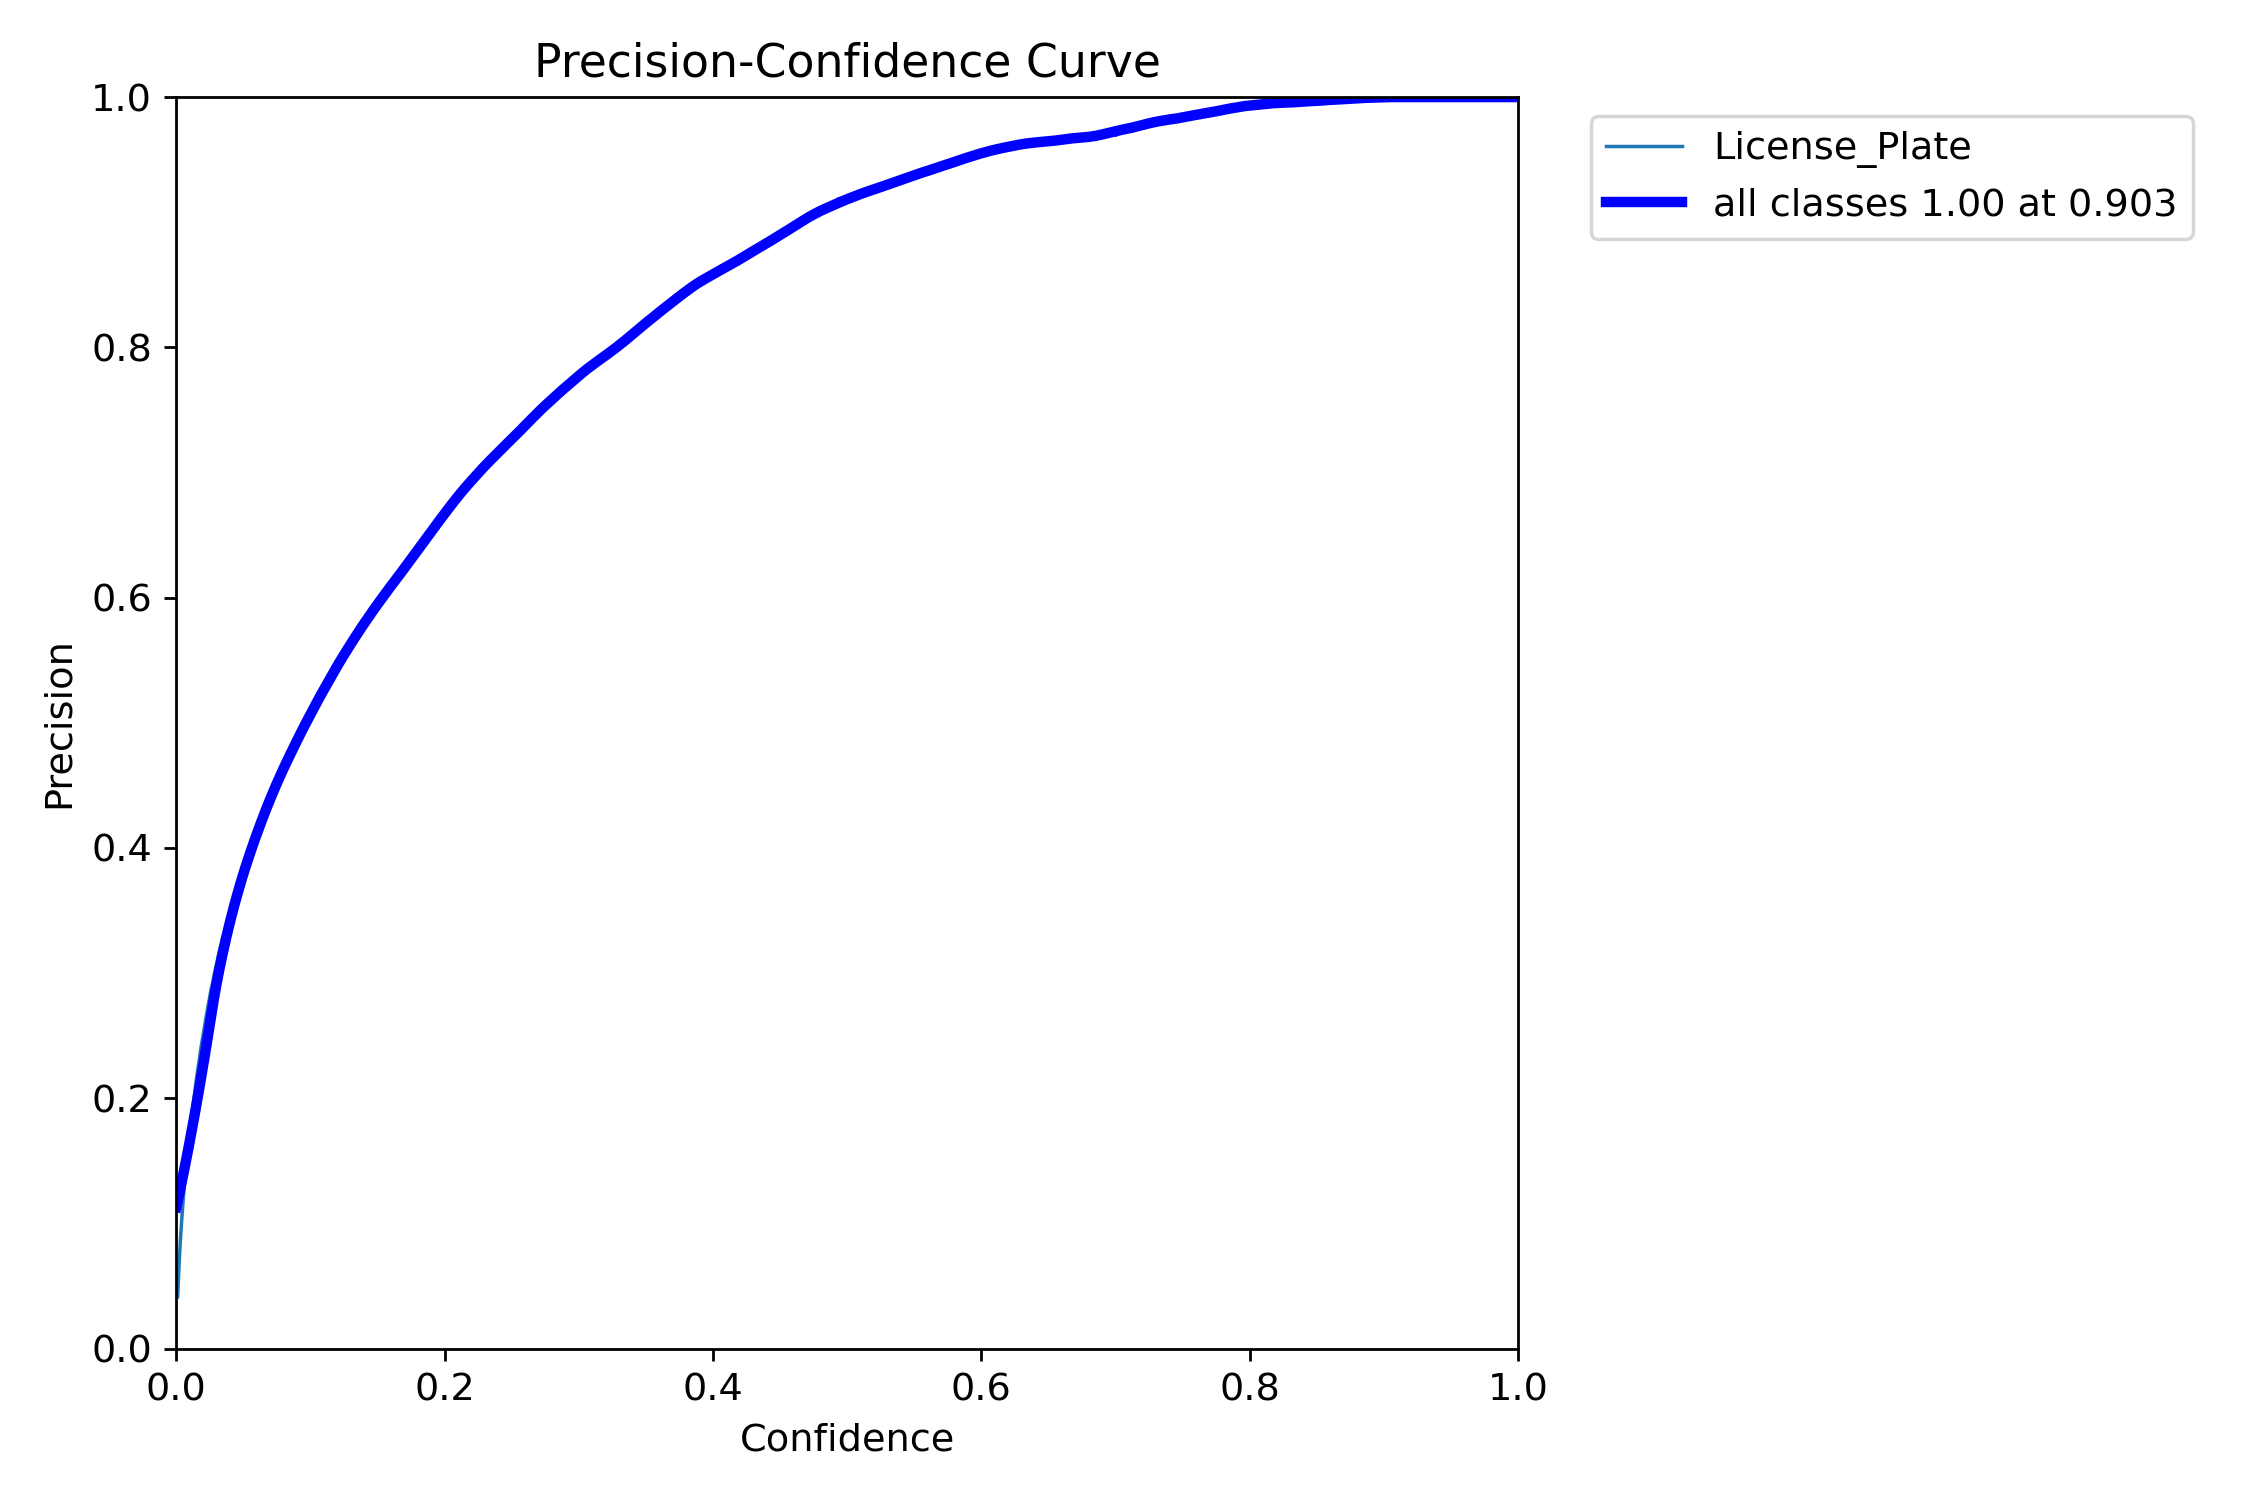 Precision-Confidence Curve
1.0
0.8
0.6
0.4
0.2
0.0
Precision
0.0 0.2 0.4 0.6 0.8 1.0
Confidence
License_Plate
all classes 1.00 at 0.903